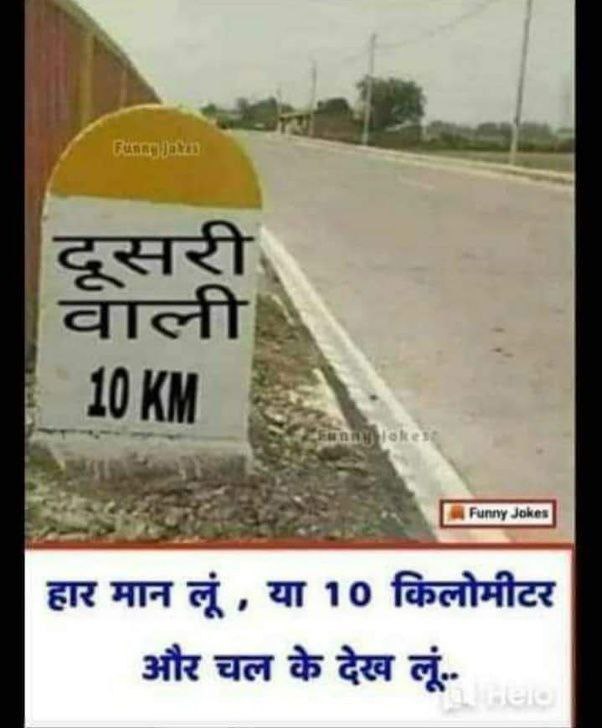 Funny Jokes
दूसरी
वाली
10 KM
Funny Jokes
Funny Jokes
हार मान लूं , या 10 किलोमीटर
और चल के देख लूं..
Helo